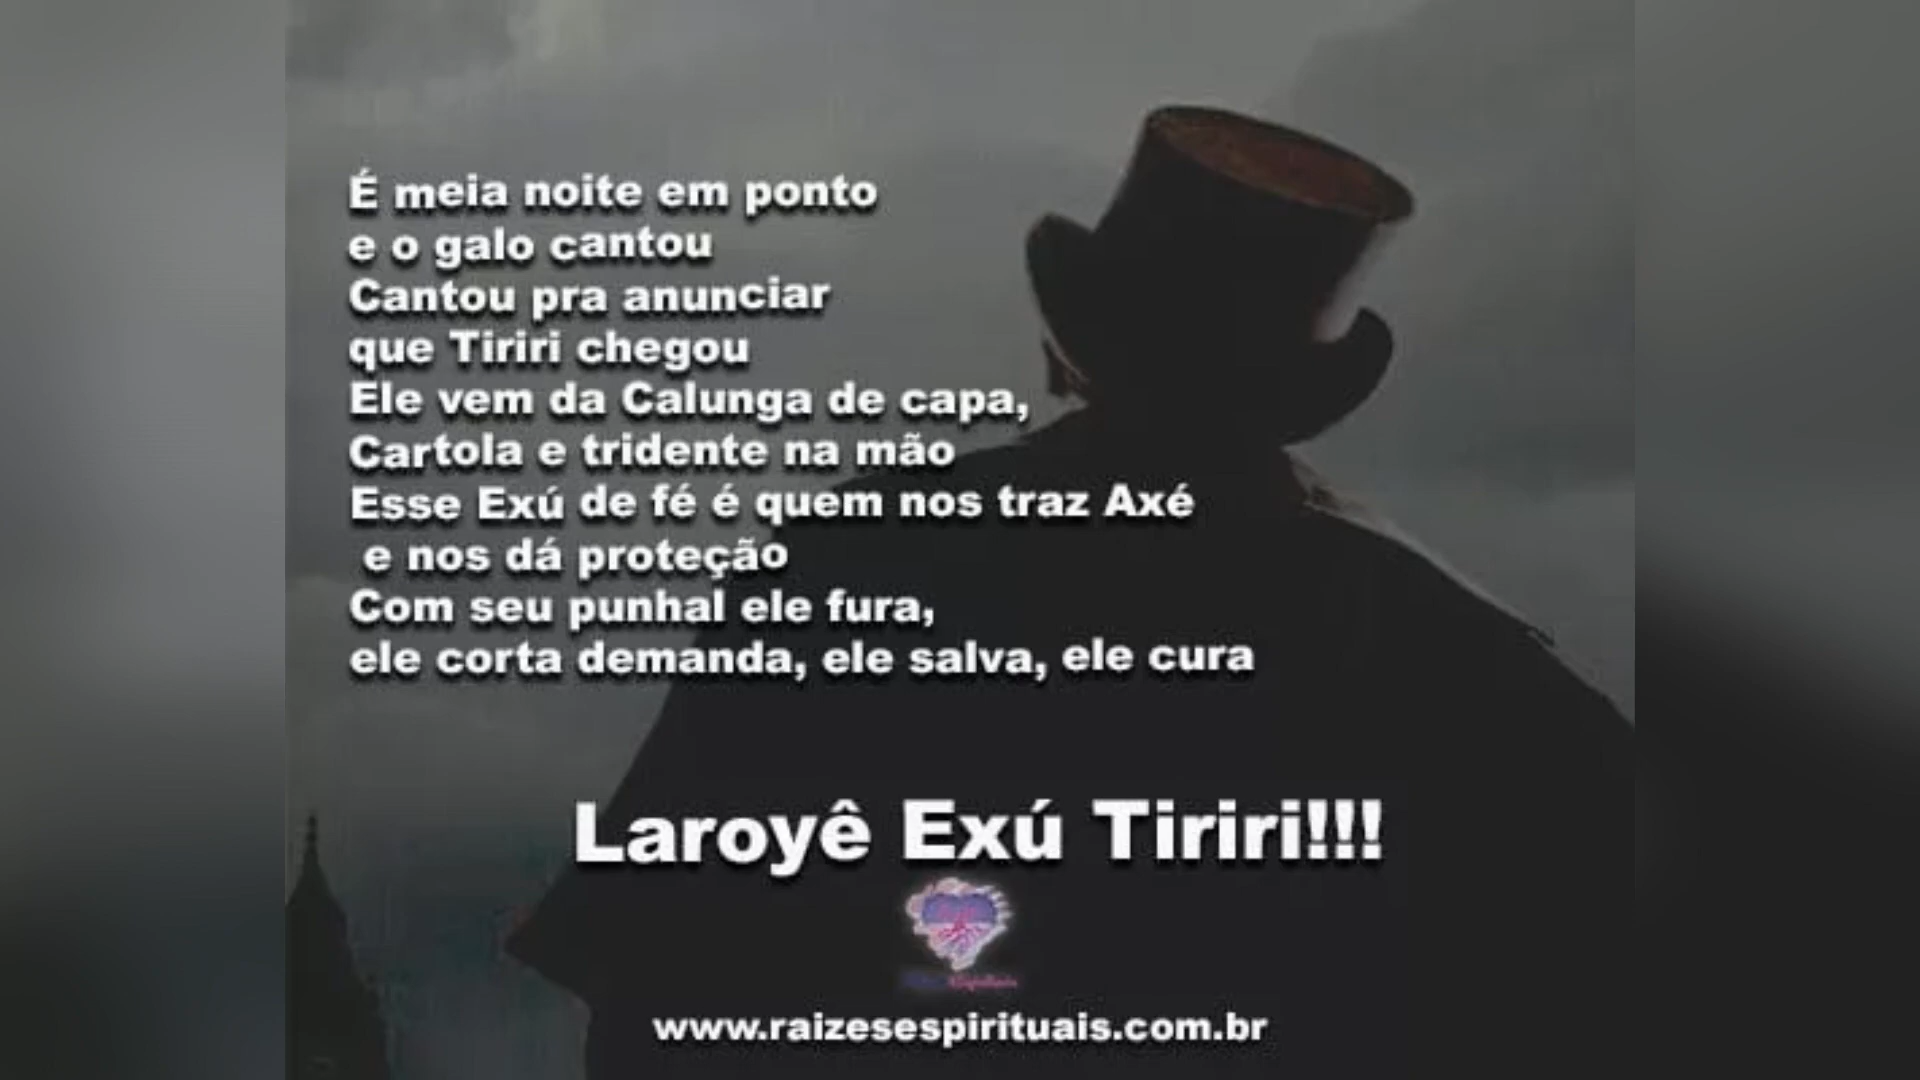 É meia noite em ponto
e o galo cantou
Cantou pra anunciar
que Tiriri chegou
Ele vem da Calunga de capa,
Cartola e tridente na mão
Esse Exú de fé é quem nos traz Axé
e nos dá proteção
Com seu punhal ele fura,
ele corta demanda, ele salva, ele cura
Laroyê Exú Tiriri!!!
www.raizesespirituais.com.br